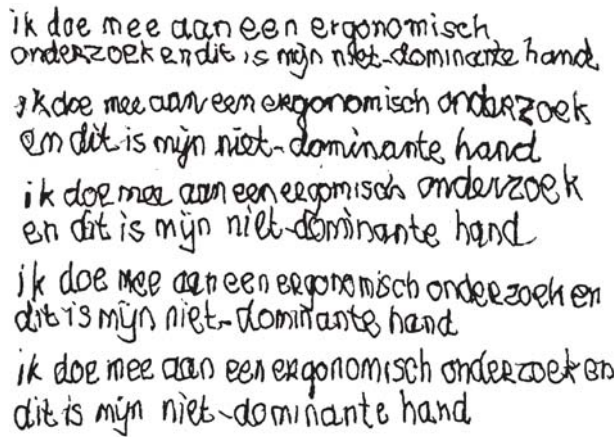 ik doe mee aan een ergonomisch
onderzoek en dit is mijn niet-dominante hand
ik doe mee aan een ergonomisch onderzoek
en dit is mijn niet-dominante hand
ik doe mee aan een eegomisch onderzoek
en dit is mijn niet-dominante hand
ik doe mee aan een ergonomisch onderzoek en
dit is mijn niet-dominante hand
ik doe mee aan een ergonomisch onderzoek en
dit is mijn niet-dominante hand